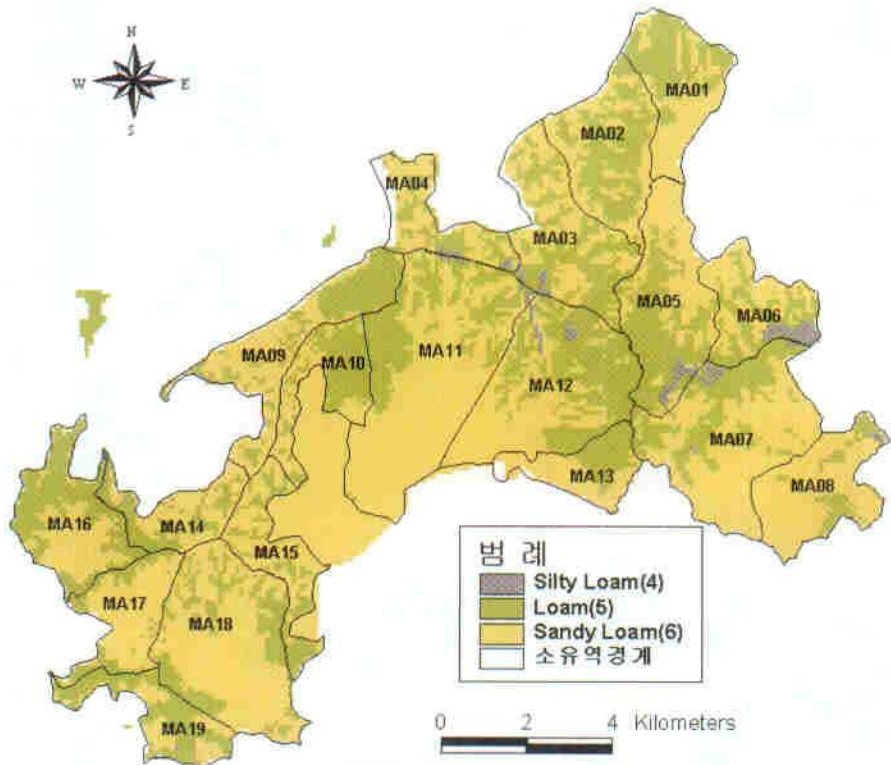 N
W E
S
MA01
MA02
MA04
MA03
MA05
MA06
MA09
MA10
MA11
MA12
MA07
MA13
MA08
MA16
MA14
MA15
MA17
MA18
MA19
범 례
Silty Loam(4)
Loam(5)
Sandy Loam(6)
소유역경계
0 2 4 Kilometers